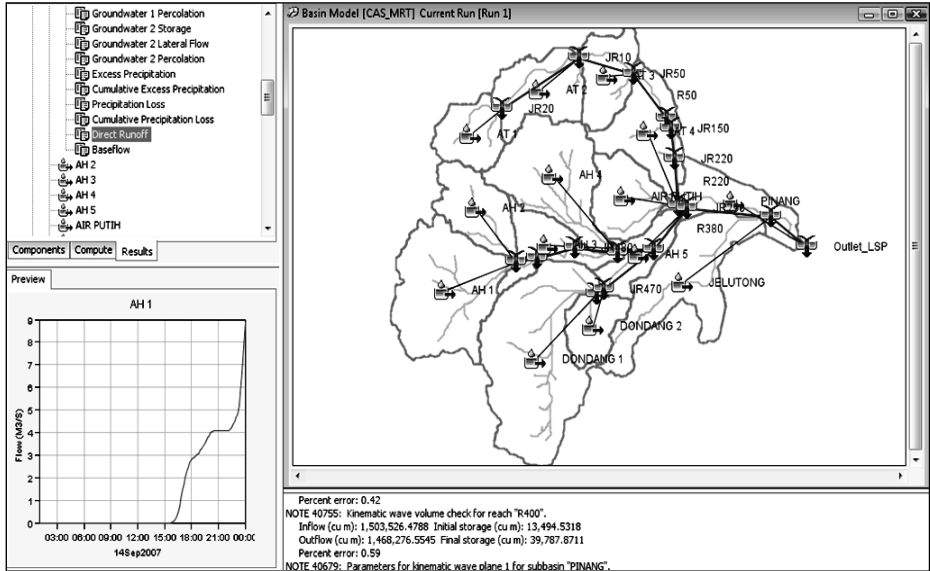 Groundwater 1 Percolation
Groundwater 2 Storage
Groundwater 2 Lateral Flow
Groundwater 2 Percolation
Excess Precipitation
Cumulative Excess Precipitation
Precipitation Loss
Cumulative Precipitation Loss
Direct Runoff
Baseflow
AH 2
AH 3
AH 4
AH 5
AIR PUTIH
Components Compute Results
Preview
AH 1
9
8
7
6
5
4
3
2
1
0
Flow (M3/S)
03:00 06:00 09:00 12:00 15:00 18:00 21:00 00:00
14Sep2007
Basin Model [CAS_MRT] Current Run [Run 1]
JR10
AT 3
JR50
AT 2
R50
JR20
AT 1
AT 4
JR150
JR220
AH 4
R220
AIR PUTIH
PINANG
AH 2
R380
Outlet_LSP
AH 5
AH 1
JR470
JELUTONG
DONDANG 2
DONDANG 1
Percent error: 0.42
NOTE 40755: Kinematic wave volume check for reach "R400".
Inflow (cu m): 1,503,526.4788 Initial storage (cu m): 13,494.5318
Outflow (cu m): 1,468,276.5545 Final storage (cu m): 39,787.8711
Percent error: 0.59
NOTE 40679: Parameters for kinematic wave plane 1 for subbasin "PINANG".